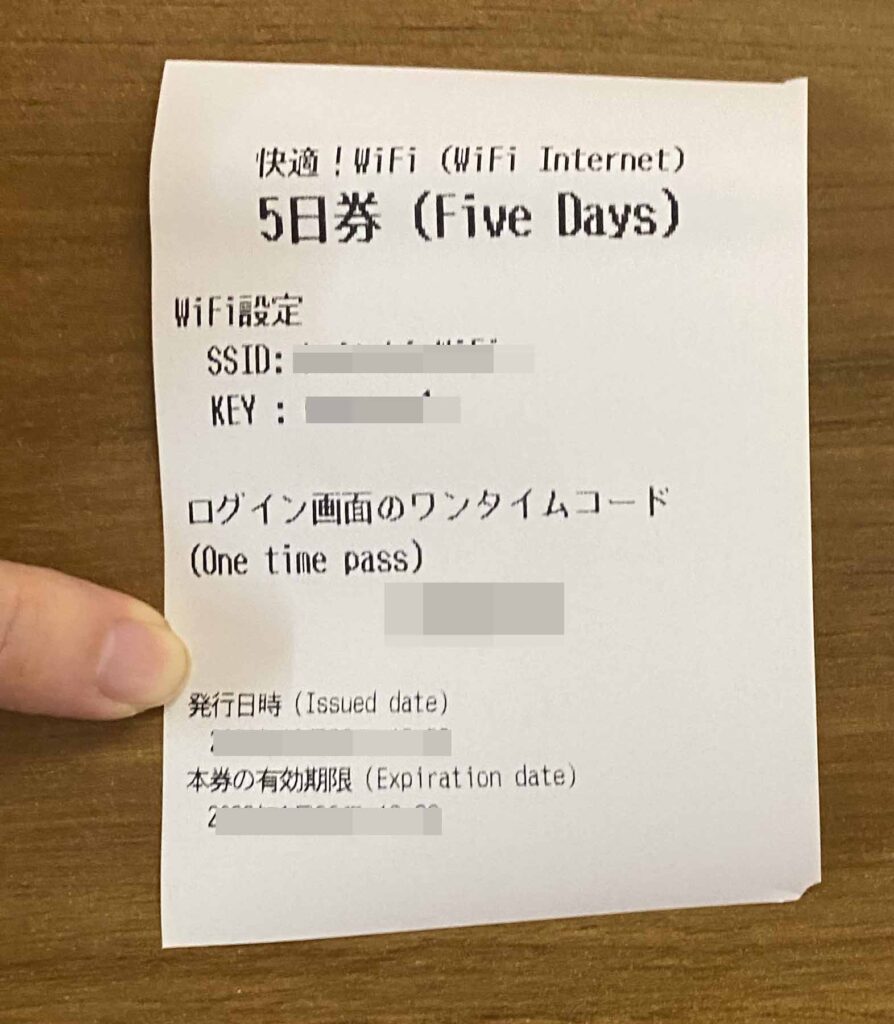 快適！WiFi (WiFi Internet)
5日券 (Five Days)
WiFi設定
SSID:
KEY :
ログイン画面のワンタイムコード
(One time pass)
発行日時 (Issued date)
本券の有効期限 (Expiration date)